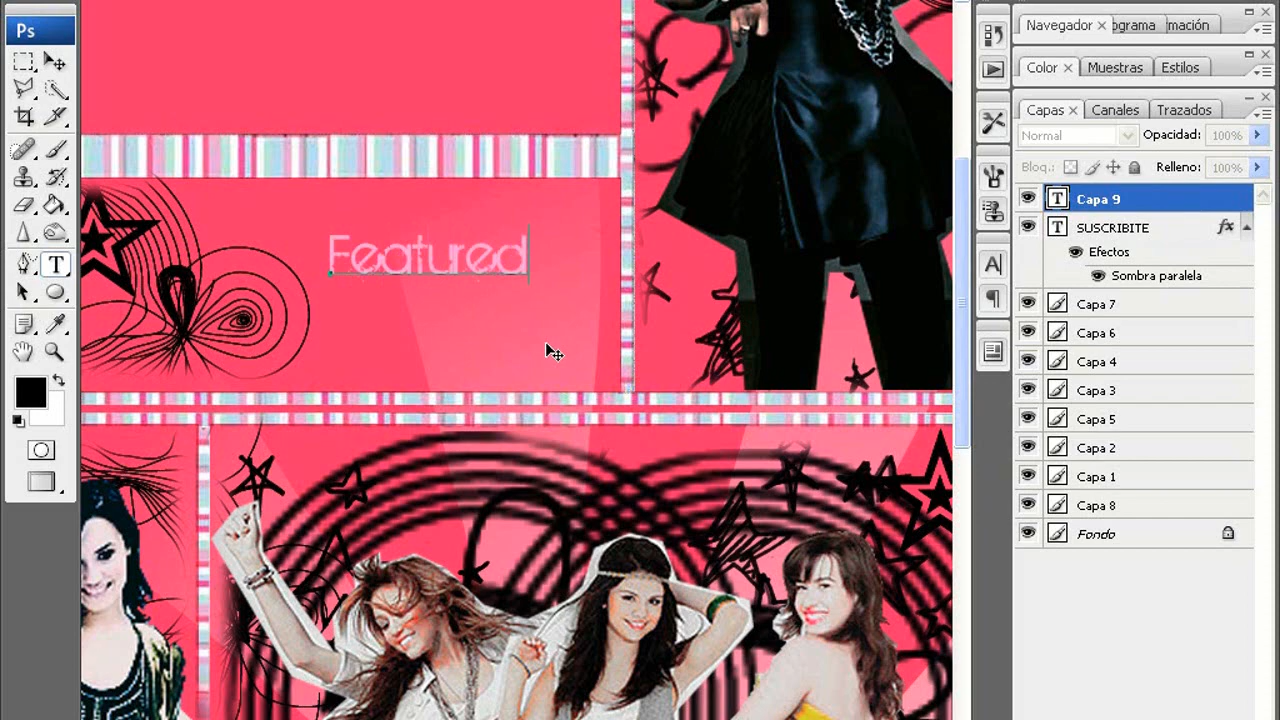 Ps
Navegador
ograma
mación
Color
Muestras
Estilos
Capas
Canales
Trazados
Normal
Opacidad: 100%
Bloq.:
Relleno: 100%
T Capa 9
T SUSCRIBITE fx
Efectos
Sombra paralela
Capa 7
Capa 6
Capa 4
Capa 3
Capa 5
Capa 2
Capa 1
Capa 8
Fondo
T
A
Featured